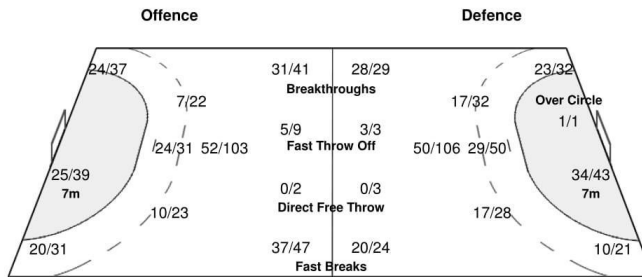 Offence Defence
24/37 31/41 28/29 23/32
Breakthroughs
7/22 17/32 Over Circle
1/1
5/9 3/3
Fast Throw Off
24/31 52/103 50/106 29/50
25/39 34/43
7m 7m
0/2 0/3
Direct Free Throw
10/23 17/28
20/31 37/47 20/24 10/21
Fast Breaks